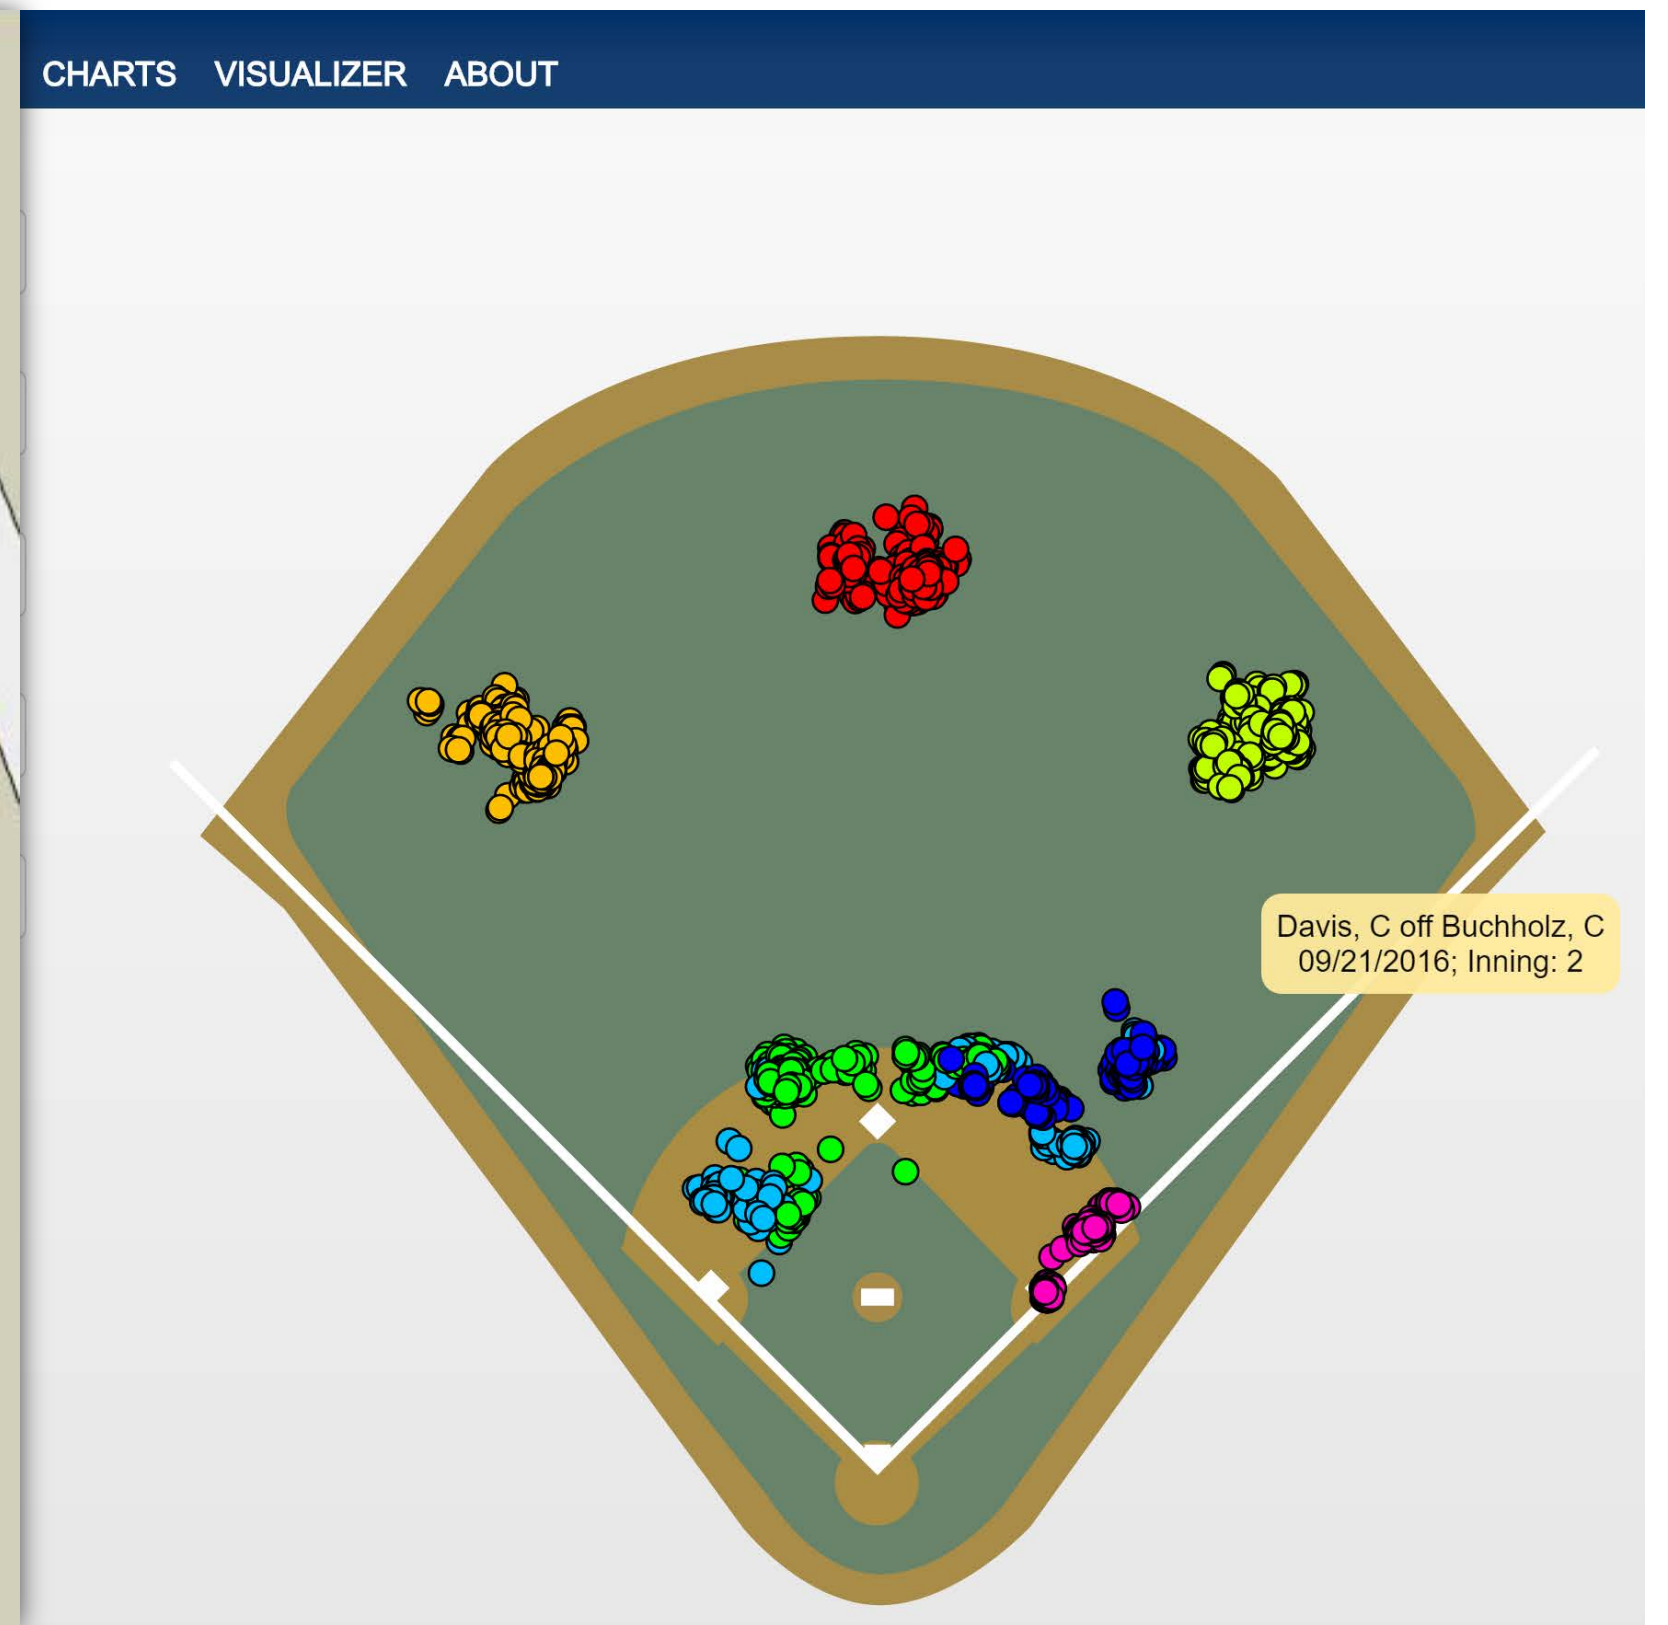 CHARTS VISUALIZER ABOUT
Davis, C off Buchholz, C
09/21/2016; Inning: 2